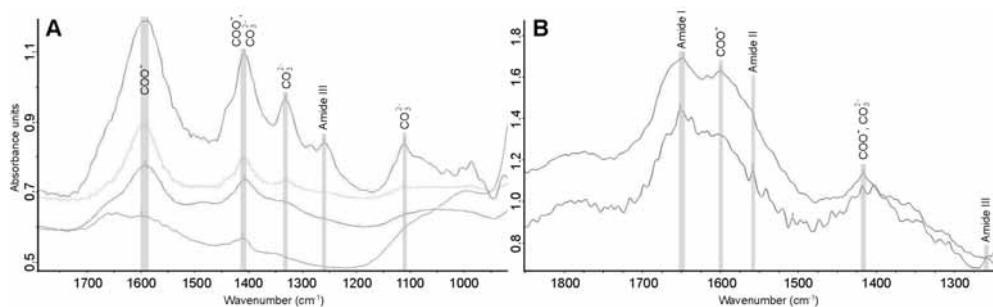 A
COO⁻
COO⁻,
CO₃²⁻
CO₃²⁻
Amide III
CO₃²⁻
Absorbance units
1.1
0.9
0.7
0.5
1700 1600 1500 1400 1300 1200 1100 1000
Wavenumber (cm⁻¹)
B
Amide I
COO⁻
Amide II
COO⁻, CO₃²⁻
Amide III
1.8
1.6
1.4
1.2
1.0
0.8
1800 1700 1600 1500 1400 1300
Wavenumber (cm⁻¹)